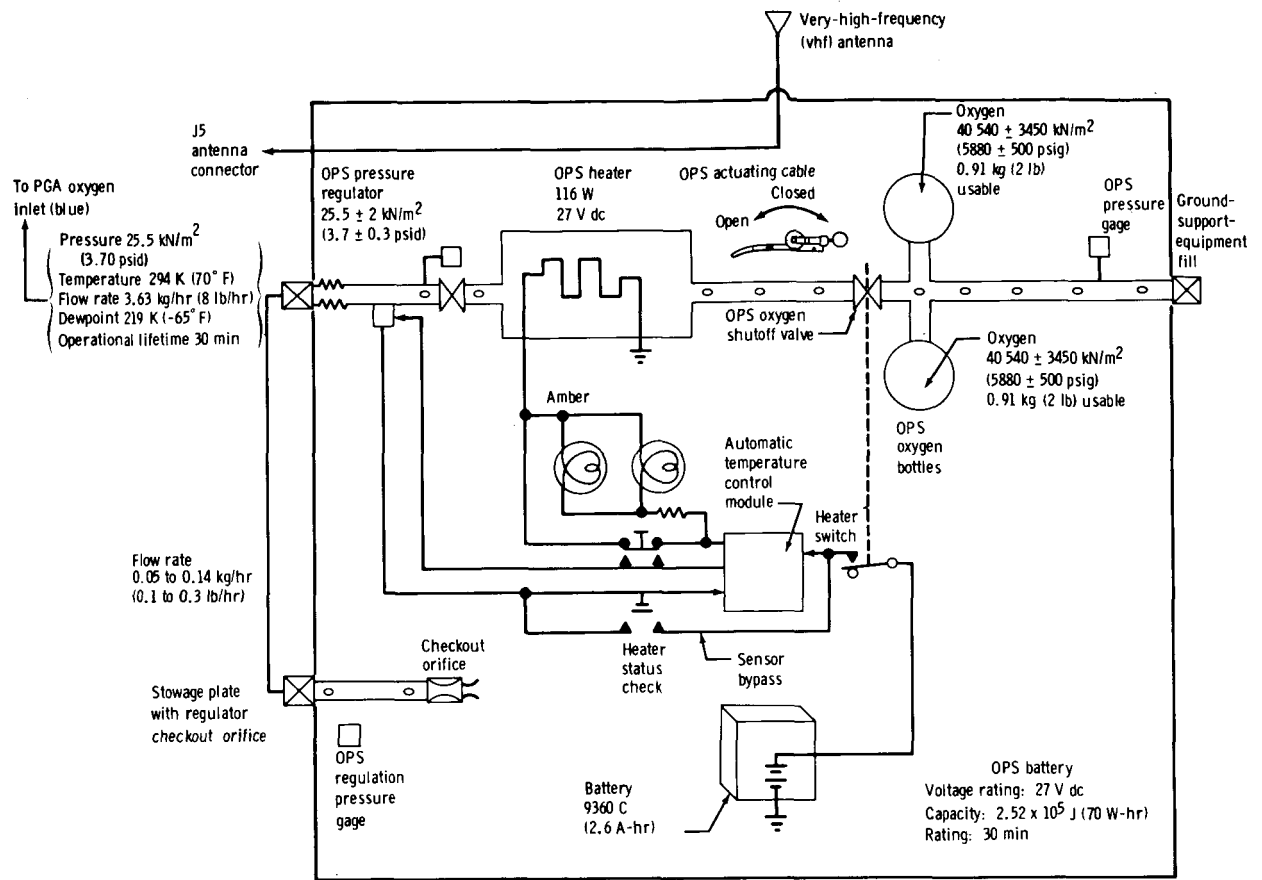 Very-high-frequency
(vhf) antenna
J5
antenna
connector
To PGA oxygen
inlet (blue)
Pressure 25.5 kN/m²
(3.70 psid)
Temperature 294 K (70° F)
Flow rate 3.63 kg/hr (8 lb/hr)
Dewpoint 219 K (-65° F)
Operational lifetime 30 min
OPS pressure
regulator
25.5 ± 2 kN/m²
(3.7 ± 0.3 psid)
OPS heater
116 W
27 V dc
OPS actuating cable
Closed
Open
OPS oxygen
shutoff valve
Oxygen
40 540 ± 3450 kN/m²
(5880 ± 500 psig)
0.91 kg (2 lb)
usable
OPS
pressure
gage
Ground-
support-
equipment
fill
Oxygen
40 540 ± 3450 kN/m²
(5880 ± 500 psig)
0.91 kg (2 lb) usable
OPS
oxygen
bottles
Amber
Automatic
temperature
control
module
Heater
switch
Flow rate
0.05 to 0.14 kg/hr
(0.1 to 0.3 lb/hr)
Heater
status
check
Sensor
bypass
Checkout
orifice
Stowage plate
with regulator
checkout orifice
OPS
regulation
pressure
gage
Battery
9360 C
(2.6 A-hr)
OPS battery
Voltage rating: 27 V dc
Capacity: 2.52 x 10⁵ J (70 W-hr)
Rating: 30 min